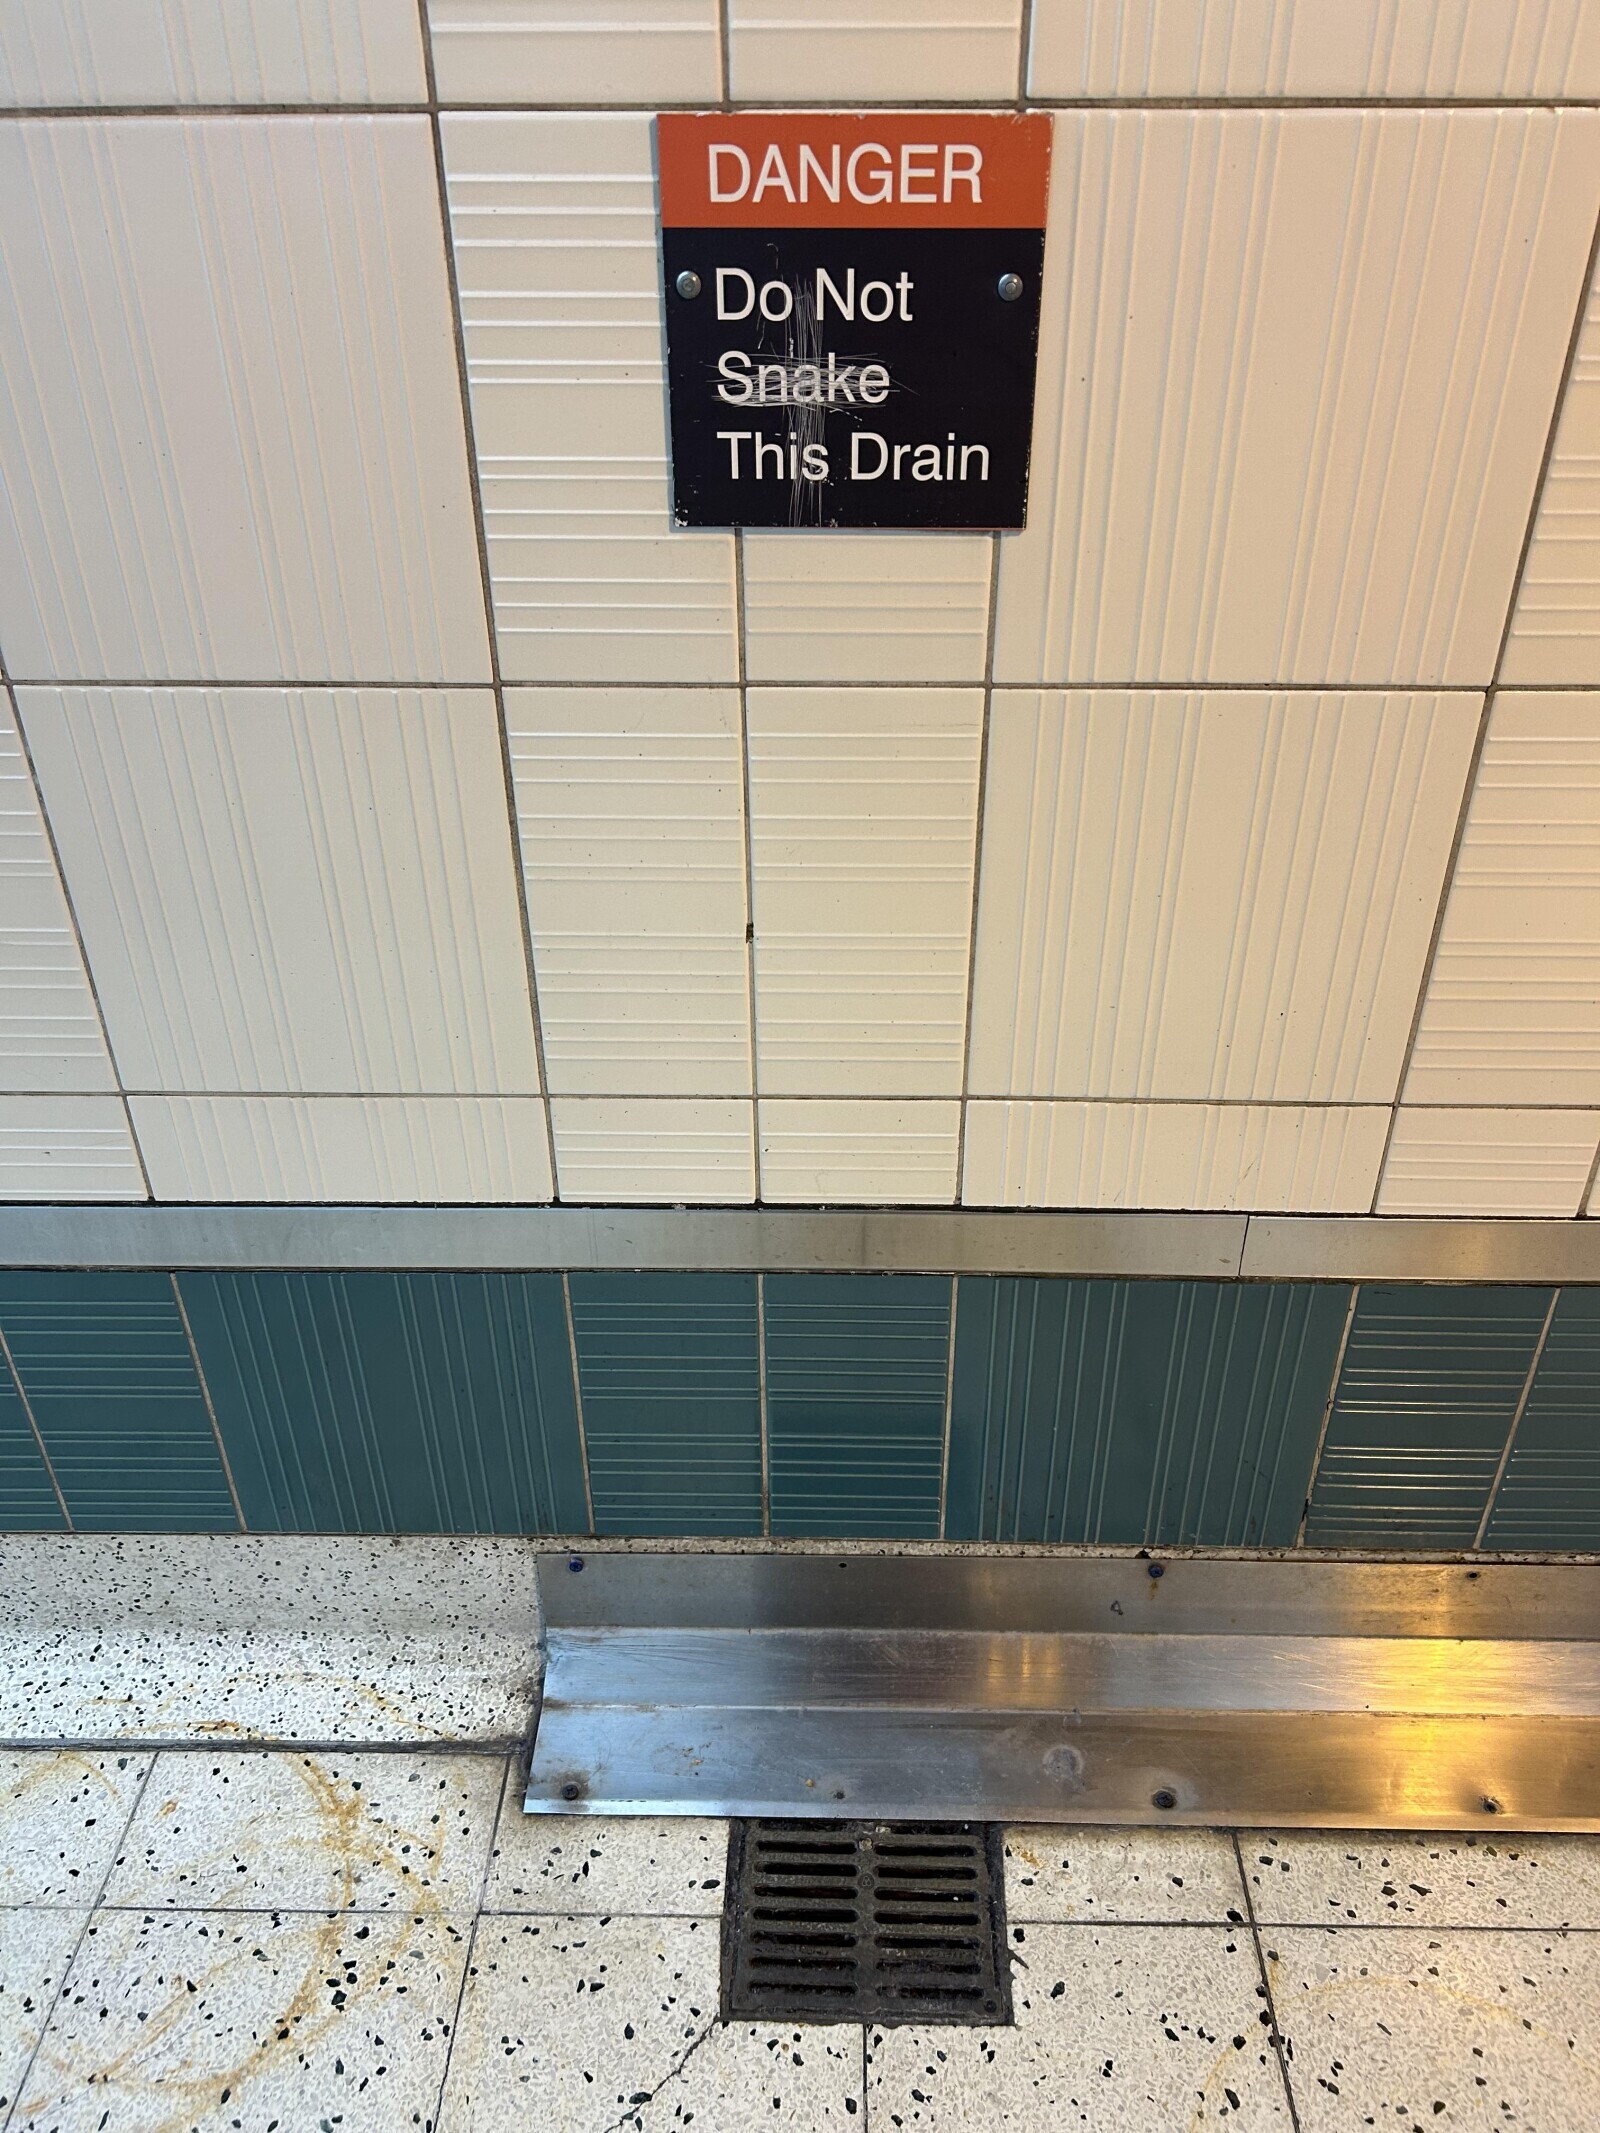 DANGER
Do Not
Snake
This Drain